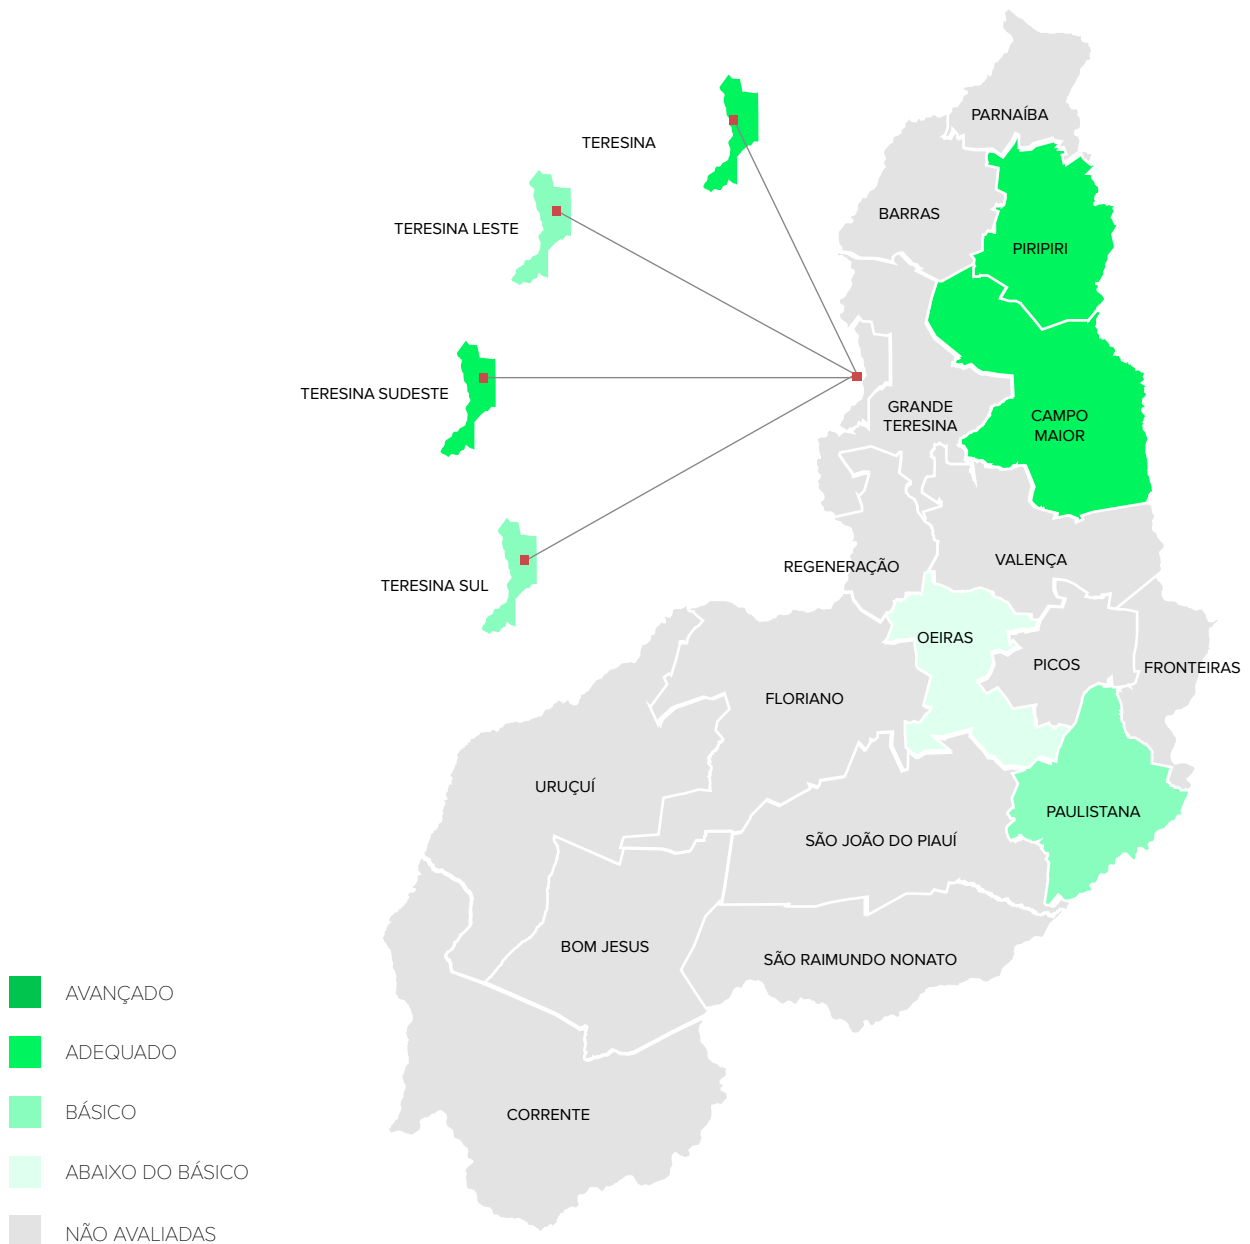 PARNAÍBA
TERESINA
BARRAS
TERESINA LESTE
PIRIPIRI
TERESINA SUDESTE
GRANDE
TERESINA
CAMPO
MAIOR
VALENÇA
REGENERAÇÃO
TERESINA SUL
OEIRAS
PICOS
FRONTEIRAS
FLORIANO
URUÇUÍ
PAULISTANA
SÃO JOÃO DO PIAUÍ
BOM JESUS
SÃO RAIMUNDO NONATO
CORRENTE
AVANÇADO
ADEQUADO
BÁSICO
ABAIXO DO BÁSICO
NÃO AVALIADAS